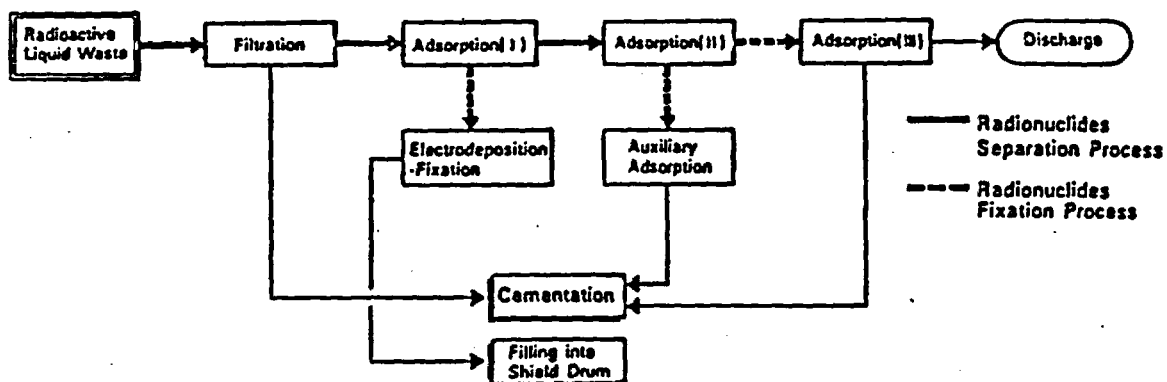 Radioactive
Liquid Waste
Filtration
Adsorption(I)
Adsorption(II)
Adsorption(III)
Discharge
Electrodeposition
-Fixation
Auxiliary
Adsorption
Radionuclides
Separation Process
Radionuclides
Fixation Process
Cementation
Filling into
Shield Drum